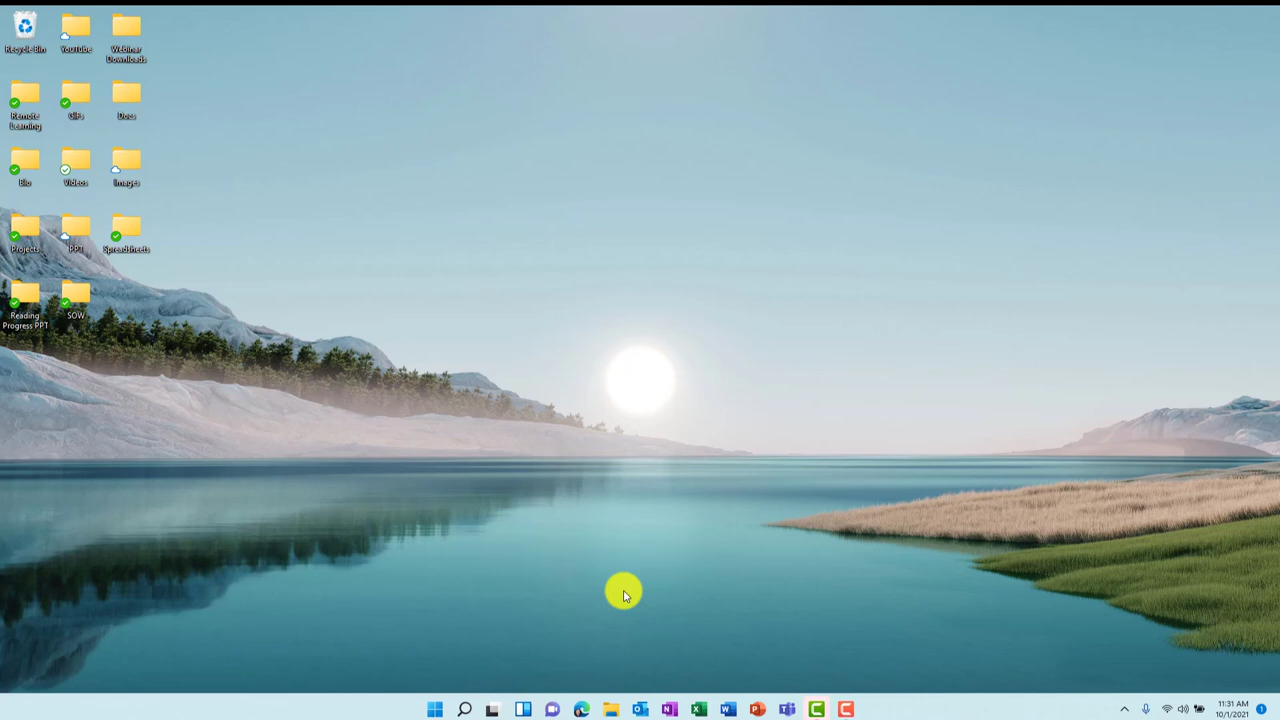 Recycle Bin
YouTube
Webinar
Downloads
Remote
Learning
GIFs
Docs
Bio
Videos
Images
Projects
PPT
Spreadsheets
Reading
Progress PPT
SOW
11:31 AM
10/1/2021
1